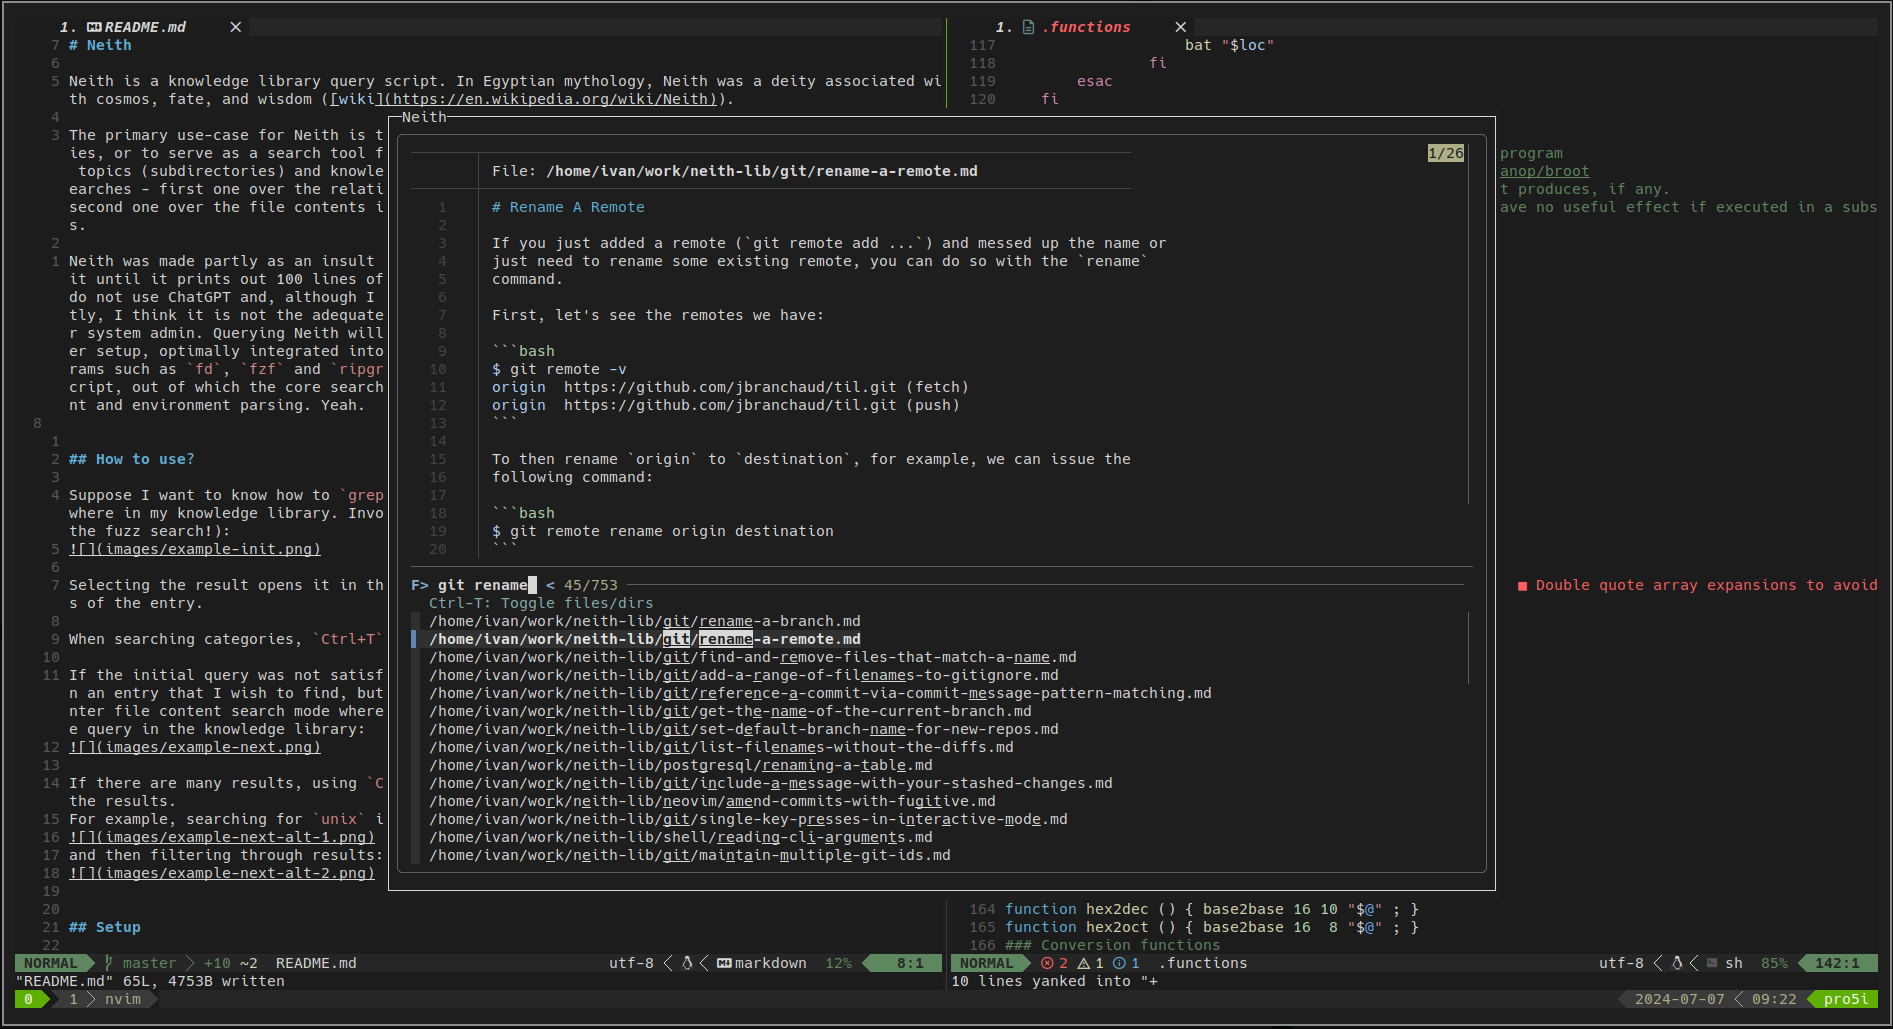 1. README.md ×
7 # Neith
6
5 Neith is a knowledge library query script. In Egyptian mythology, Neith was a deity associated wi
th cosmos, fate, and wisdom ([wiki](https://en.wikipedia.org/wiki/Neith)).
4
3 The primary use-case for Neith is t
ies, or to serve as a search tool f
topics (subdirectories) and knowle
earches - first one over the relati
second one over the file contents i
s.
2
1 Neith was made partly as an insult
it until it prints out 100 lines of
do not use ChatGPT and, although I
tly, I think it is not the adequate
r system admin. Querying Neith will
er setup, optimally integrated into
rams such as `fd`, `fzf` and `ripgr
cript, out of which the core search
nt and environment parsing. Yeah.
8
1
2 ## How to use?
3
4 Suppose I want to know how to `grep
where in my knowledge library. Invo
the fuzz search!):
5 ![](images/example-init.png)
6
7 Selecting the result opens it in th
s of the entry.
8
9 When searching categories, `Ctrl+T`
10
11 If the initial query was not satisf
n an entry that I wish to find, but
nter file content search mode where
e query in the knowledge library:
12 ![](images/example-next.png)
13
14 If there are many results, using `C
the results.
15 For example, searching for `unix` i
16 ![](images/example-next-alt-1.png)
17 and then filtering through results:
18 ![](images/example-next-alt-2.png)
19
20
21 ## Setup
22
NORMAL master +10 ~2 README.md utf-8 markdown 12% 8:1
"README.md" 65L, 4753B written
1. .functions ×
117 bat "$loc"
118 fi
119 esac
120 fi
program
anop/broot
t produces, if any.
ave no useful effect if executed in a subs
■ Double quote array expansions to avoid
164 function hex2dec () { base2base 16 10 "$@" ; }
165 function hex2oct () { base2base 16  8 "$@" ; }
166 ### Conversion functions
NORMAL 2 1 1 .functions utf-8 sh 85% 142:1
10 lines yanked into "+
Neith
1/26
File: /home/ivan/work/neith-lib/git/rename-a-remote.md
1 # Rename A Remote
2
3 If you just added a remote (`git remote add ...`) and messed up the name or
4 just need to rename some existing remote, you can do so with the `rename`
5 command.
6
7 First, let's see the remotes we have:
8
9 ```bash
10 $ git remote -v
11 origin  https://github.com/jbranchaud/til.git (fetch)
12 origin  https://github.com/jbranchaud/til.git (push)
13 ```
14
15 To then rename `origin` to `destination`, for example, we can issue the
16 following command:
17
18 ```bash
19 $ git remote rename origin destination
20 ```
F> git rename < 45/753
Ctrl-T: Toggle files/dirs
/home/ivan/work/neith-lib/git/rename-a-branch.md
/home/ivan/work/neith-lib/git/rename-a-remote.md
/home/ivan/work/neith-lib/git/find-and-remove-files-that-match-a-name.md
/home/ivan/work/neith-lib/git/add-a-range-of-filenames-to-gitignore.md
/home/ivan/work/neith-lib/git/reference-a-commit-via-commit-message-pattern-matching.md
/home/ivan/work/neith-lib/git/get-the-name-of-the-current-branch.md
/home/ivan/work/neith-lib/git/set-default-branch-name-for-new-repos.md
/home/ivan/work/neith-lib/git/list-filenames-without-the-diffs.md
/home/ivan/work/neith-lib/postgresql/renaming-a-table.md
/home/ivan/work/neith-lib/git/include-a-message-with-your-stashed-changes.md
/home/ivan/work/neith-lib/neovim/amend-commits-with-fugitive.md
/home/ivan/work/neith-lib/git/single-key-presses-in-interactive-mode.md
/home/ivan/work/neith-lib/shell/reading-cli-arguments.md
/home/ivan/work/neith-lib/git/maintain-multiple-git-ids.md
0 1 nvim 2024-07-07 09:22 pro5i